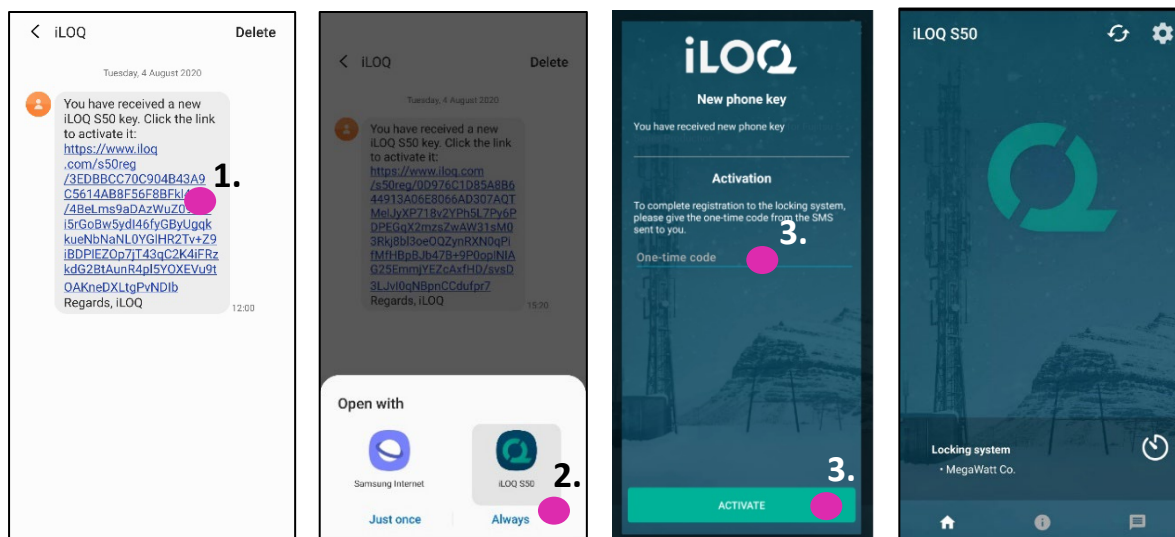 iLOQ
Delete
Tuesday, 4 August 2020
You have received a new
iLOQ S50 key. Click the link
to activate it:
https://www.iloq
.com/s50reg
/3EDBBCC70C904B43A9
1.
C5614AB8F56F8BFkl
/4BeLms9aDAzWuZ0
i5rGoBw5ydI46fyGByUgqk
kueNbNaNL0YGlHR2Tv+Z9
iBDPlEZOp7jT43qC2K4iFRz
kdG2BtAunR4pl5YOXEVu9t
OAKneDXLtgPvNDIb
Regards, iLOQ
12:00
iLOQ
Delete
Tuesday, 4 August 2020
You have received a new
iLOQ S50 key. Click the link
to activate it:
https://www.iloq.com
/s50reg/0D976C1D85A8B6
44913A06E8066AD307AQT
MelJyXP718v2YPh5L7Py6P
DPEGqX2mzsZwAW31sM0
3Rkj8bl3oeOQZynRXN0qPi
fMfHBpBJb47B+9P0oplNIA
G25EmmjYEZcAxfHD/svsD
3LJvI0qNBpnCCdufpr7
Regards, iLOQ
15:20
Open with
Samsung Internet
iLOQ S50
2.
Just once
Always
iLOQ
New phone key
You have received new phone key
Activation
To complete registration to the locking system,
please give the one-time code from the SMS
sent to you.
3.
One-time code
3.
ACTIVATE
iLOQ S50
Locking system
• MegaWatt Co.